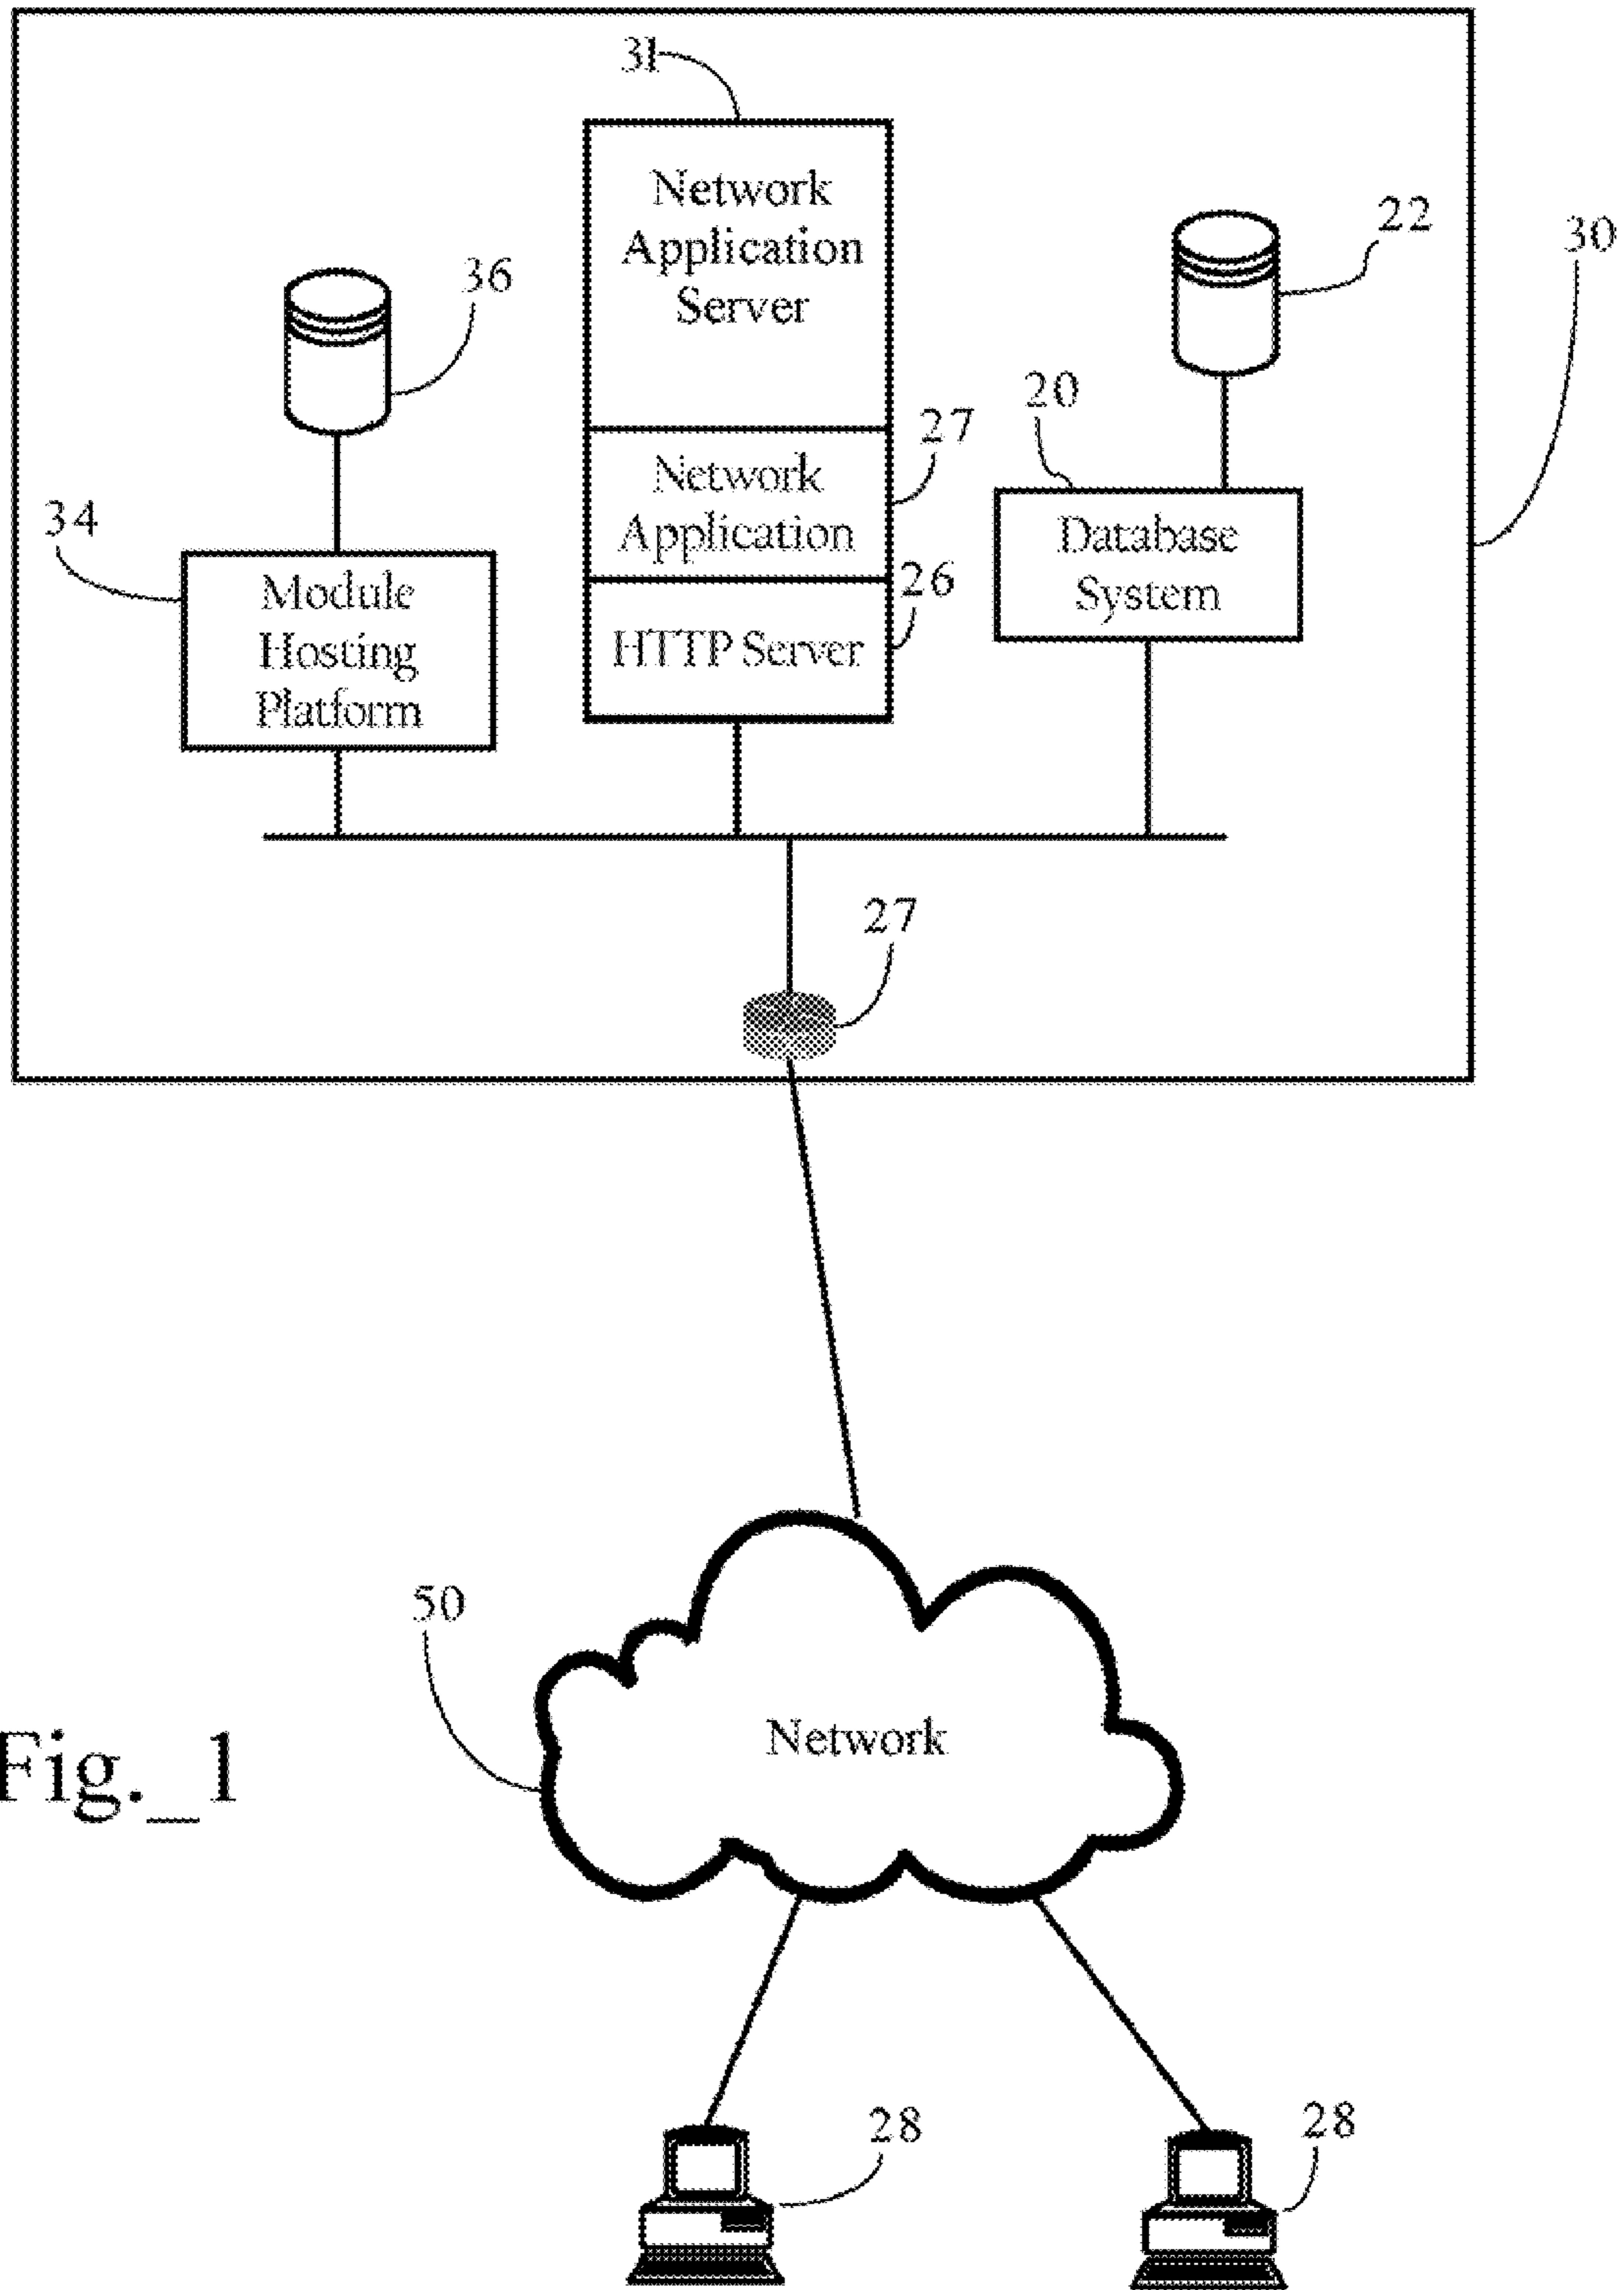 31
Network
Application
Server
22
30
36
20
27
Network
Application
34
Database
System
26
Module
Hosting
Platform
HTTP Server
27
50
Network
Fig._1
28
28